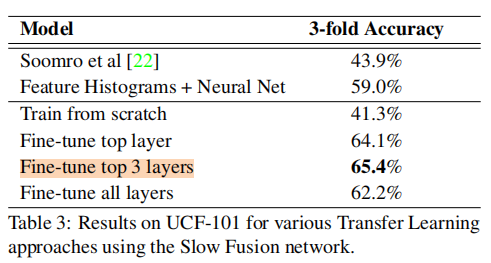 Model 3-fold Accuracy
Soomro et al [22] 43.9%
Feature Histograms + Neural Net 59.0%
Train from scratch 41.3%
Fine-tune top layer 64.1%
Fine-tune top 3 layers 65.4%
Fine-tune all layers 62.2%
Table 3: Results on UCF-101 for various Transfer Learning
approaches using the Slow Fusion network.